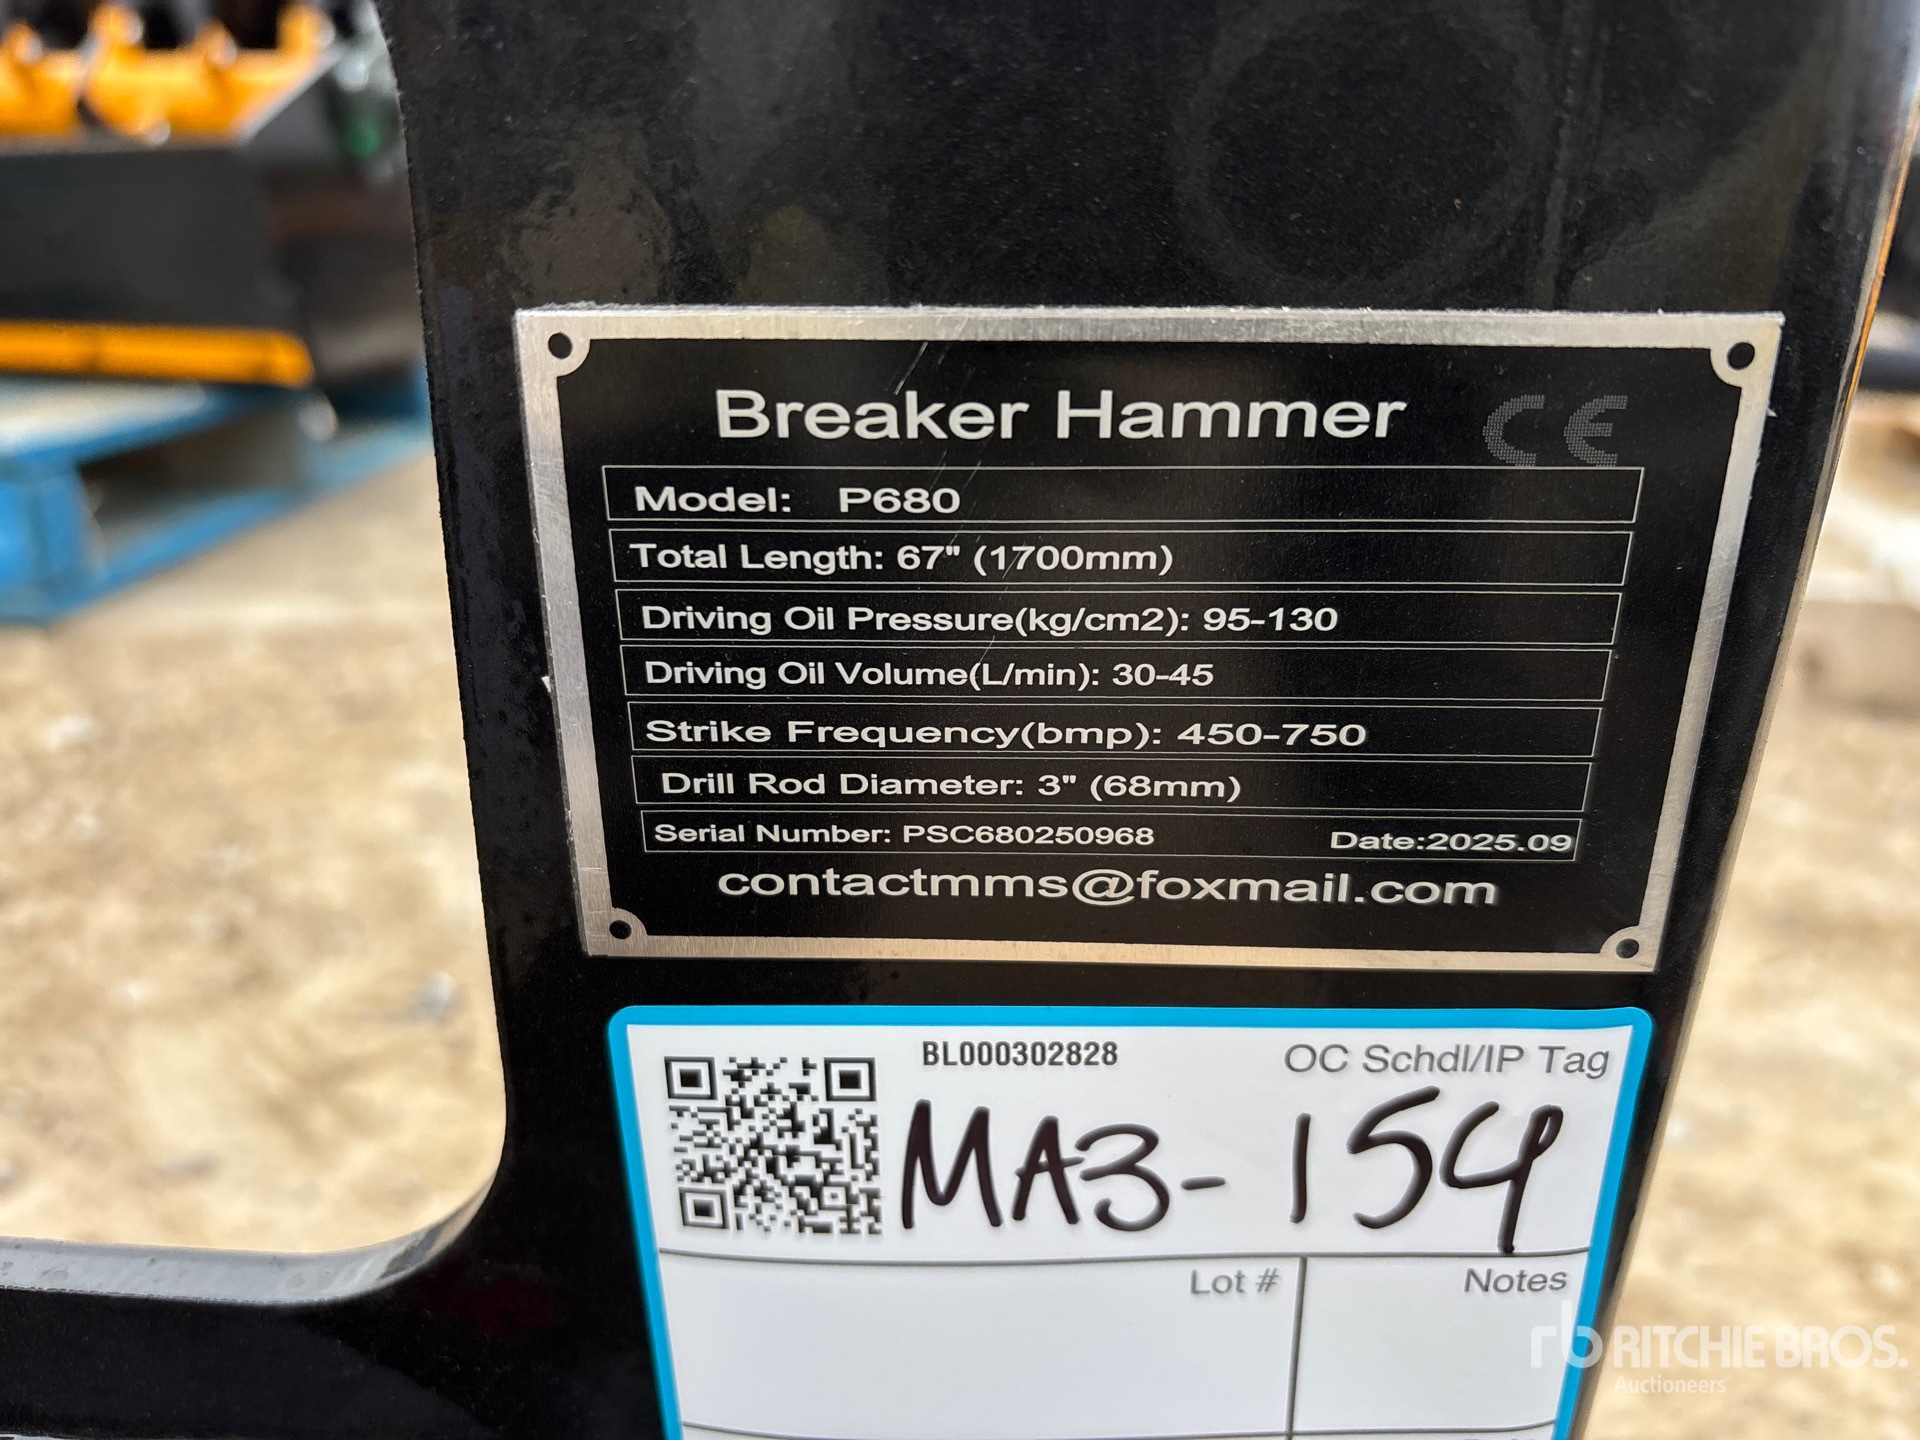 Breaker Hammer CE
Model: P680
Total Length: 67" (1700mm)
Driving Oil Pressure(kg/cm2): 95-130
Driving Oil Volume(L/min): 30-45
Strike Frequency(bmp): 450-750
Drill Rod Diameter: 3" (68mm)
Serial Number: PSC680250968 Date:2025.09
contactmms@foxmail.com
BL000302828 OC Schdl/IP Tag
MA3-154
Lot # Notes
rb RITCHIE BROS.
Auctioneers